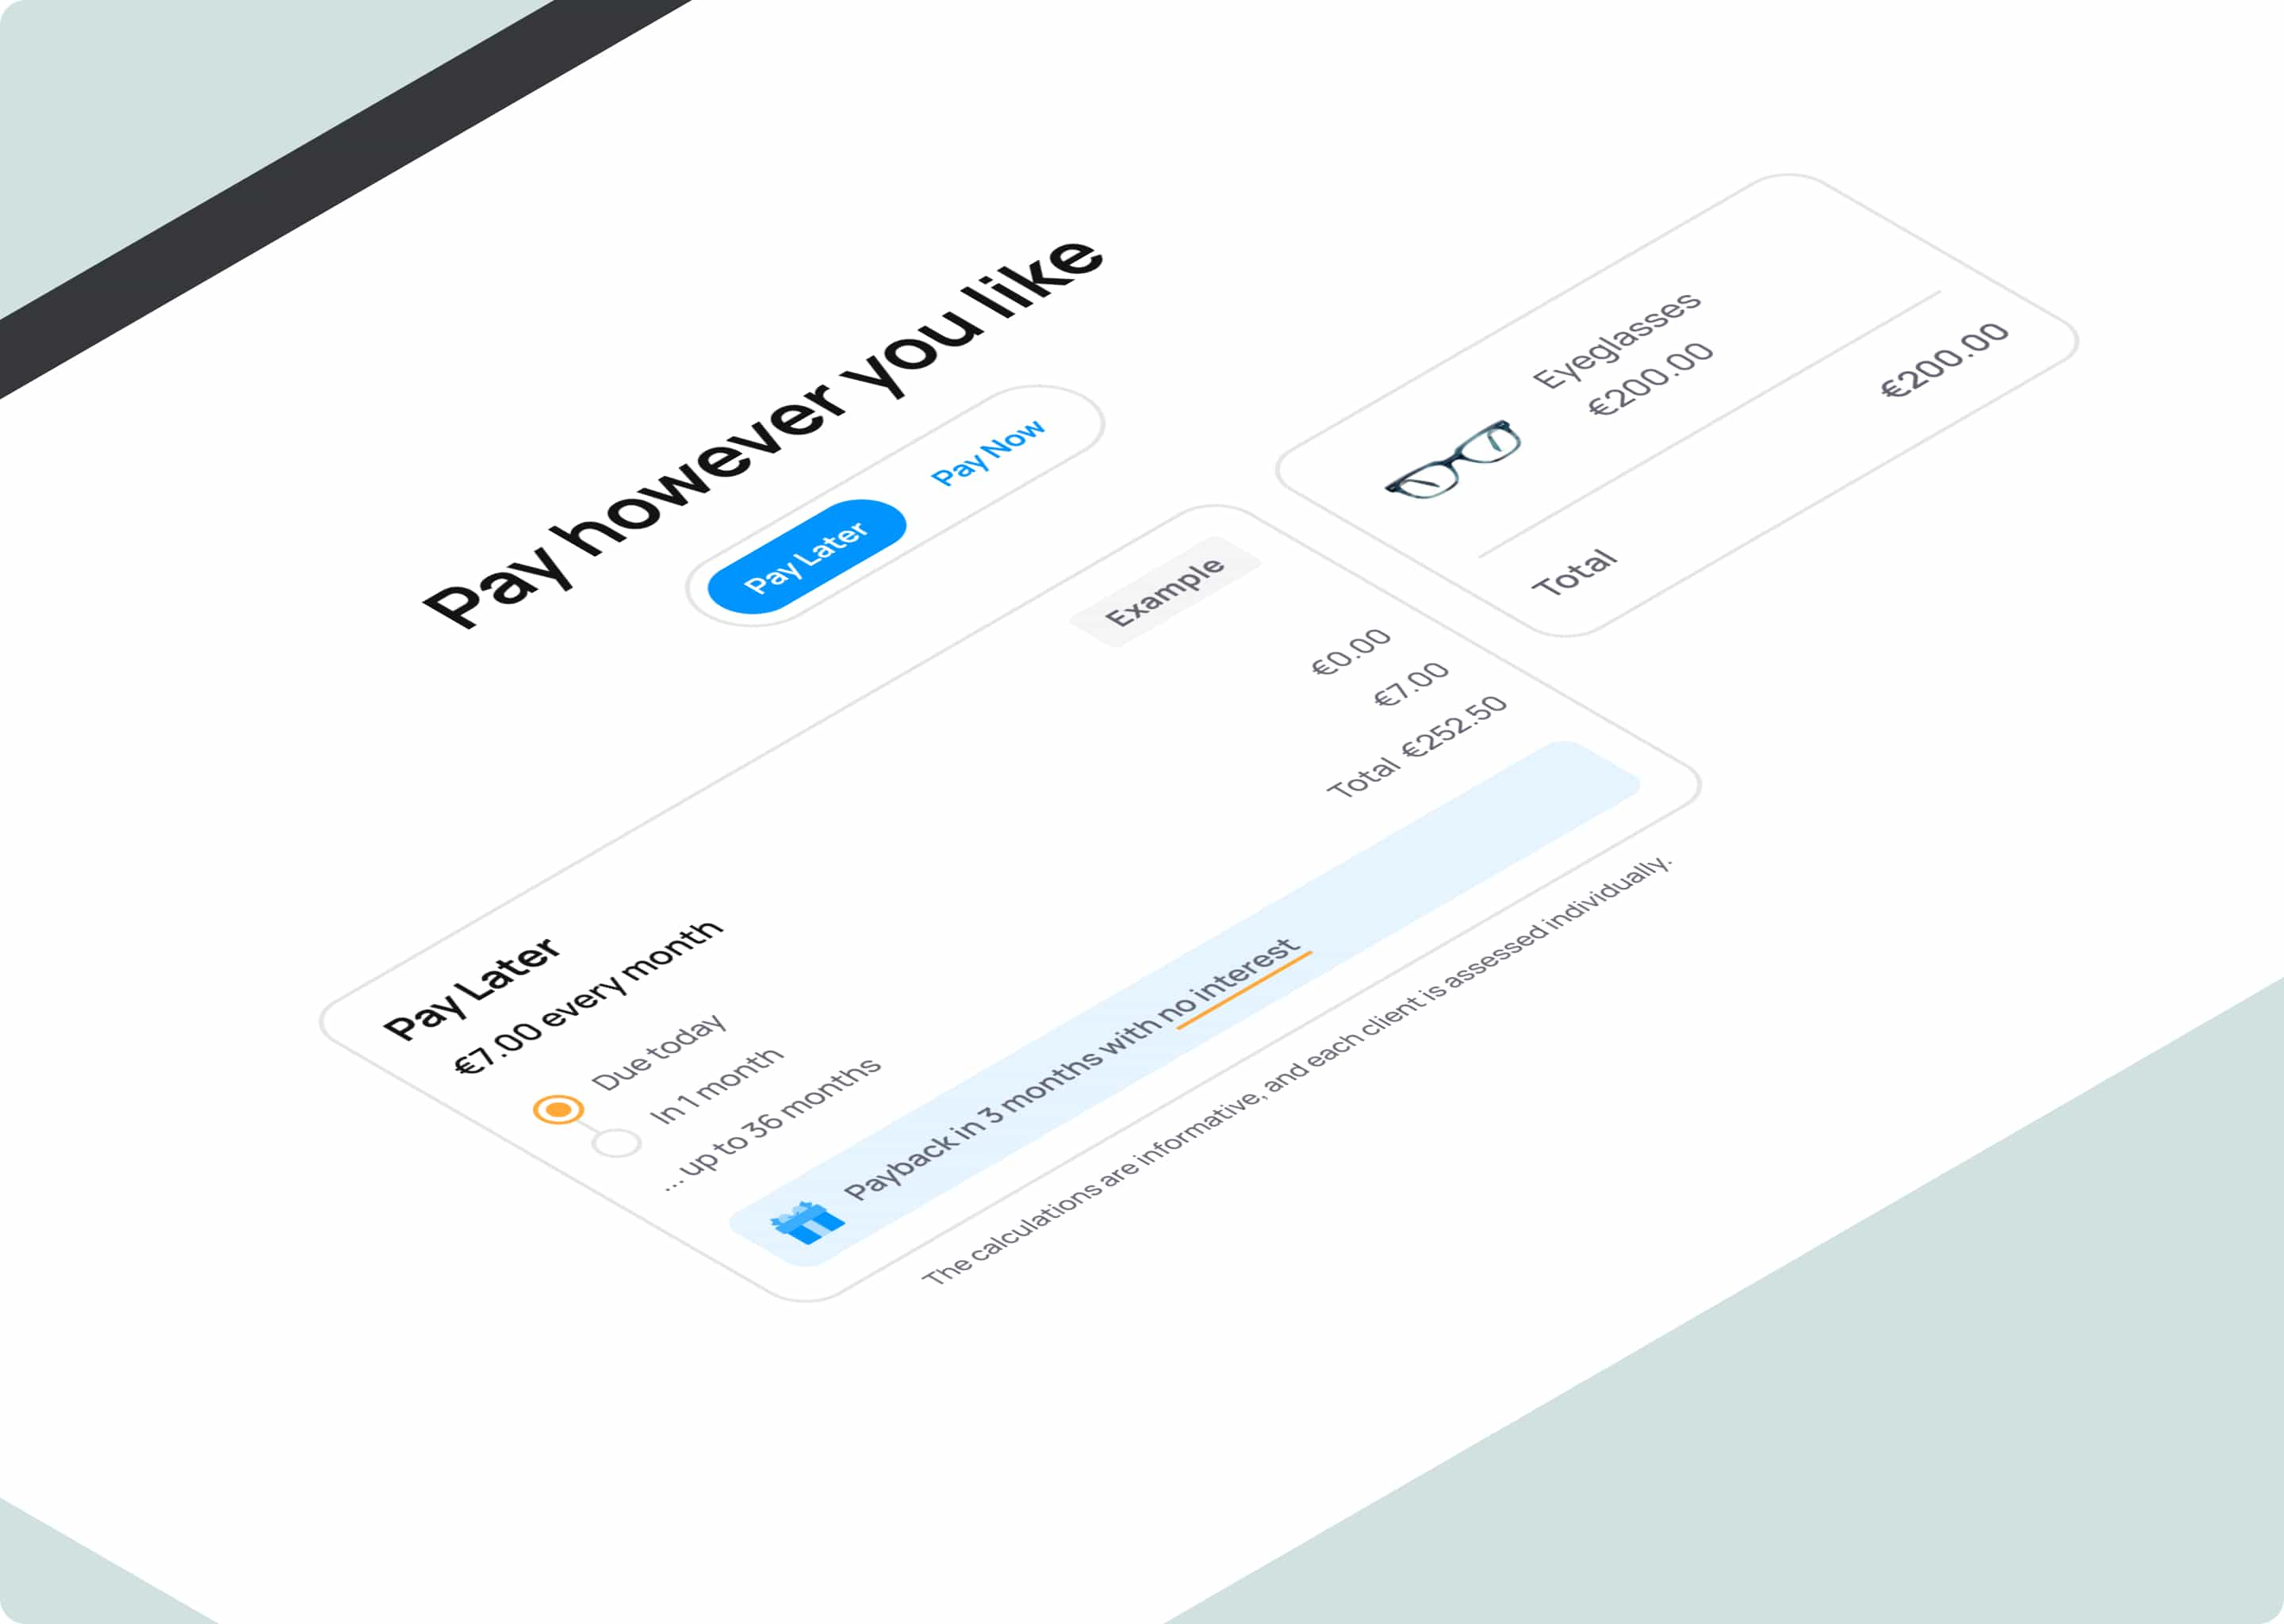 Pay however you like
Pay Later
Pay Now
Pay Later
Example
€7.00 every month
Due today €0.00
In 1 month €7.00
... up to 36 months Total €252.50
Payback in 3 months with no interest
The calculations are informative, and each client is assessed individually.
Eyeglasses
€200.00
Total €200.00